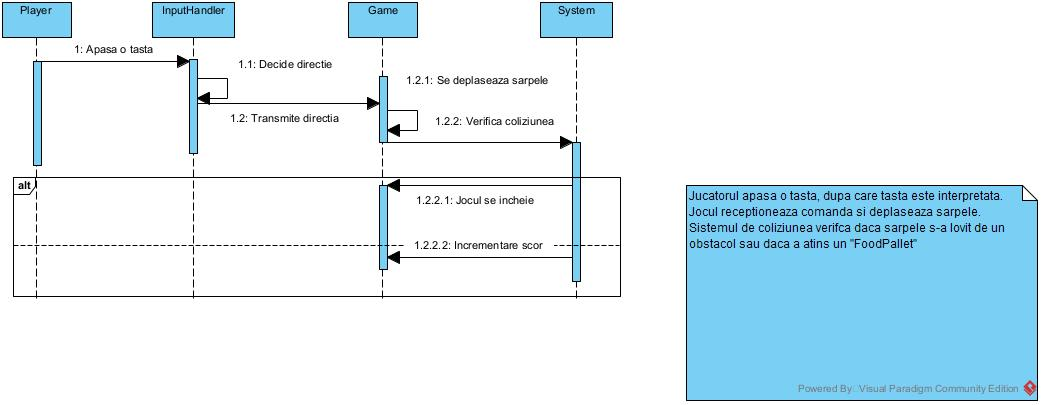 Player
InputHandler
Game
System
1: Apasa o tasta
1.1: Decide directie
1.2.1: Se deplaseaza sarpele
1.2: Transmite directia
1.2.2: Verifica coliziunea
alt
1.2.2.1: Jocul se incheie
1.2.2.2: Incrementare scor
Jucatorul apasa o tasta, dupa care tasta este interpretata.
Jocul receptioneaza comanda si deplaseaza sarpele.
Sistemul de coliziunea verifca daca sarpele s-a lovit de un
obstacol sau daca a atins un "FoodPallet"
Powered By Visual Paradigm Community Edition